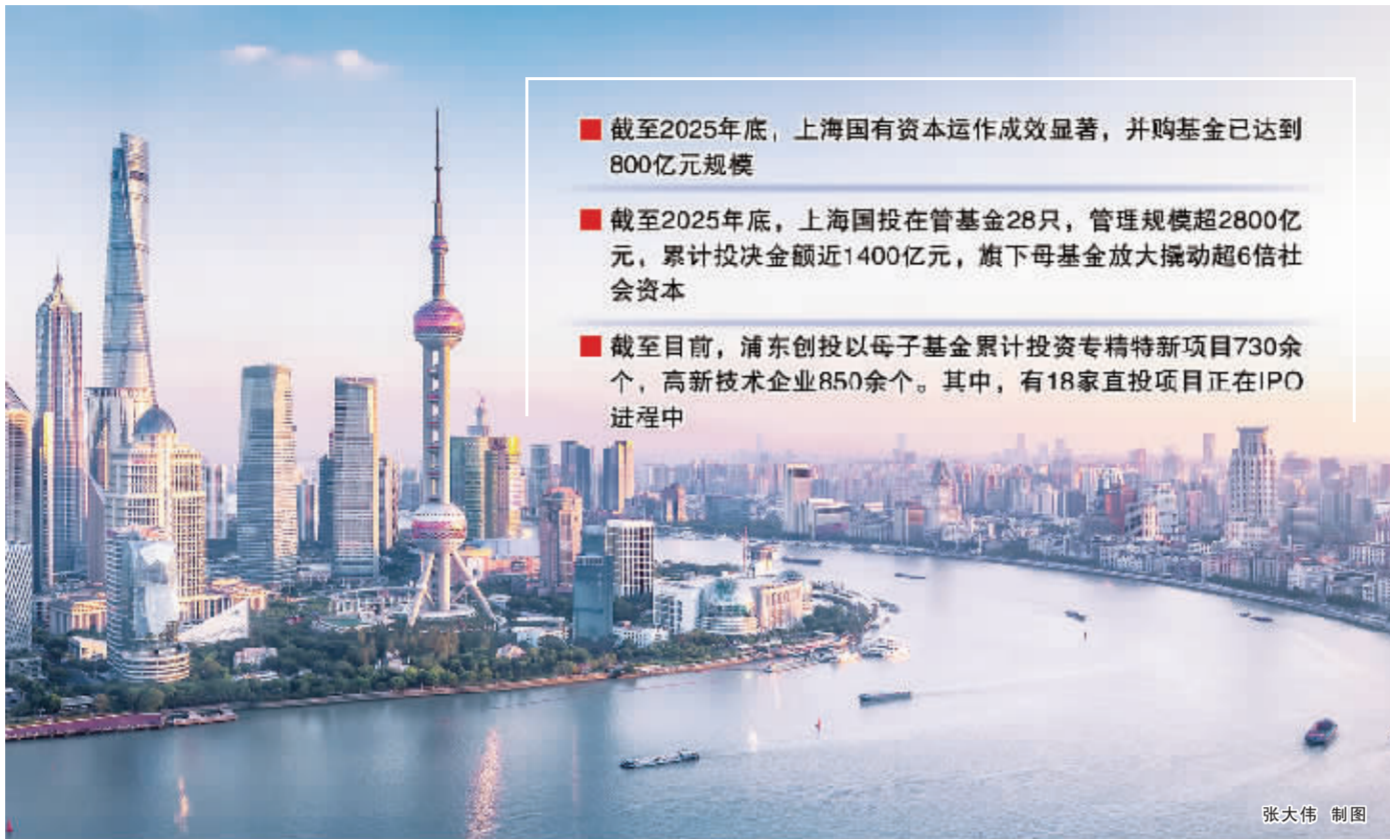 截至2025年底，上海国有资本运作成效显著，并购基金已达到
800亿元规模
截至2025年底，上海国投在管基金28只，管理规模超2800亿
元，累计投决金额近1400亿元，旗下母基金放大撬动超6倍社
会资本
截至目前，浦东创投以母子基金累计投资专精特新项目730余
个，高新技术企业850余个。其中，有18家直投项目正在IPO
进程中
张大伟 制图